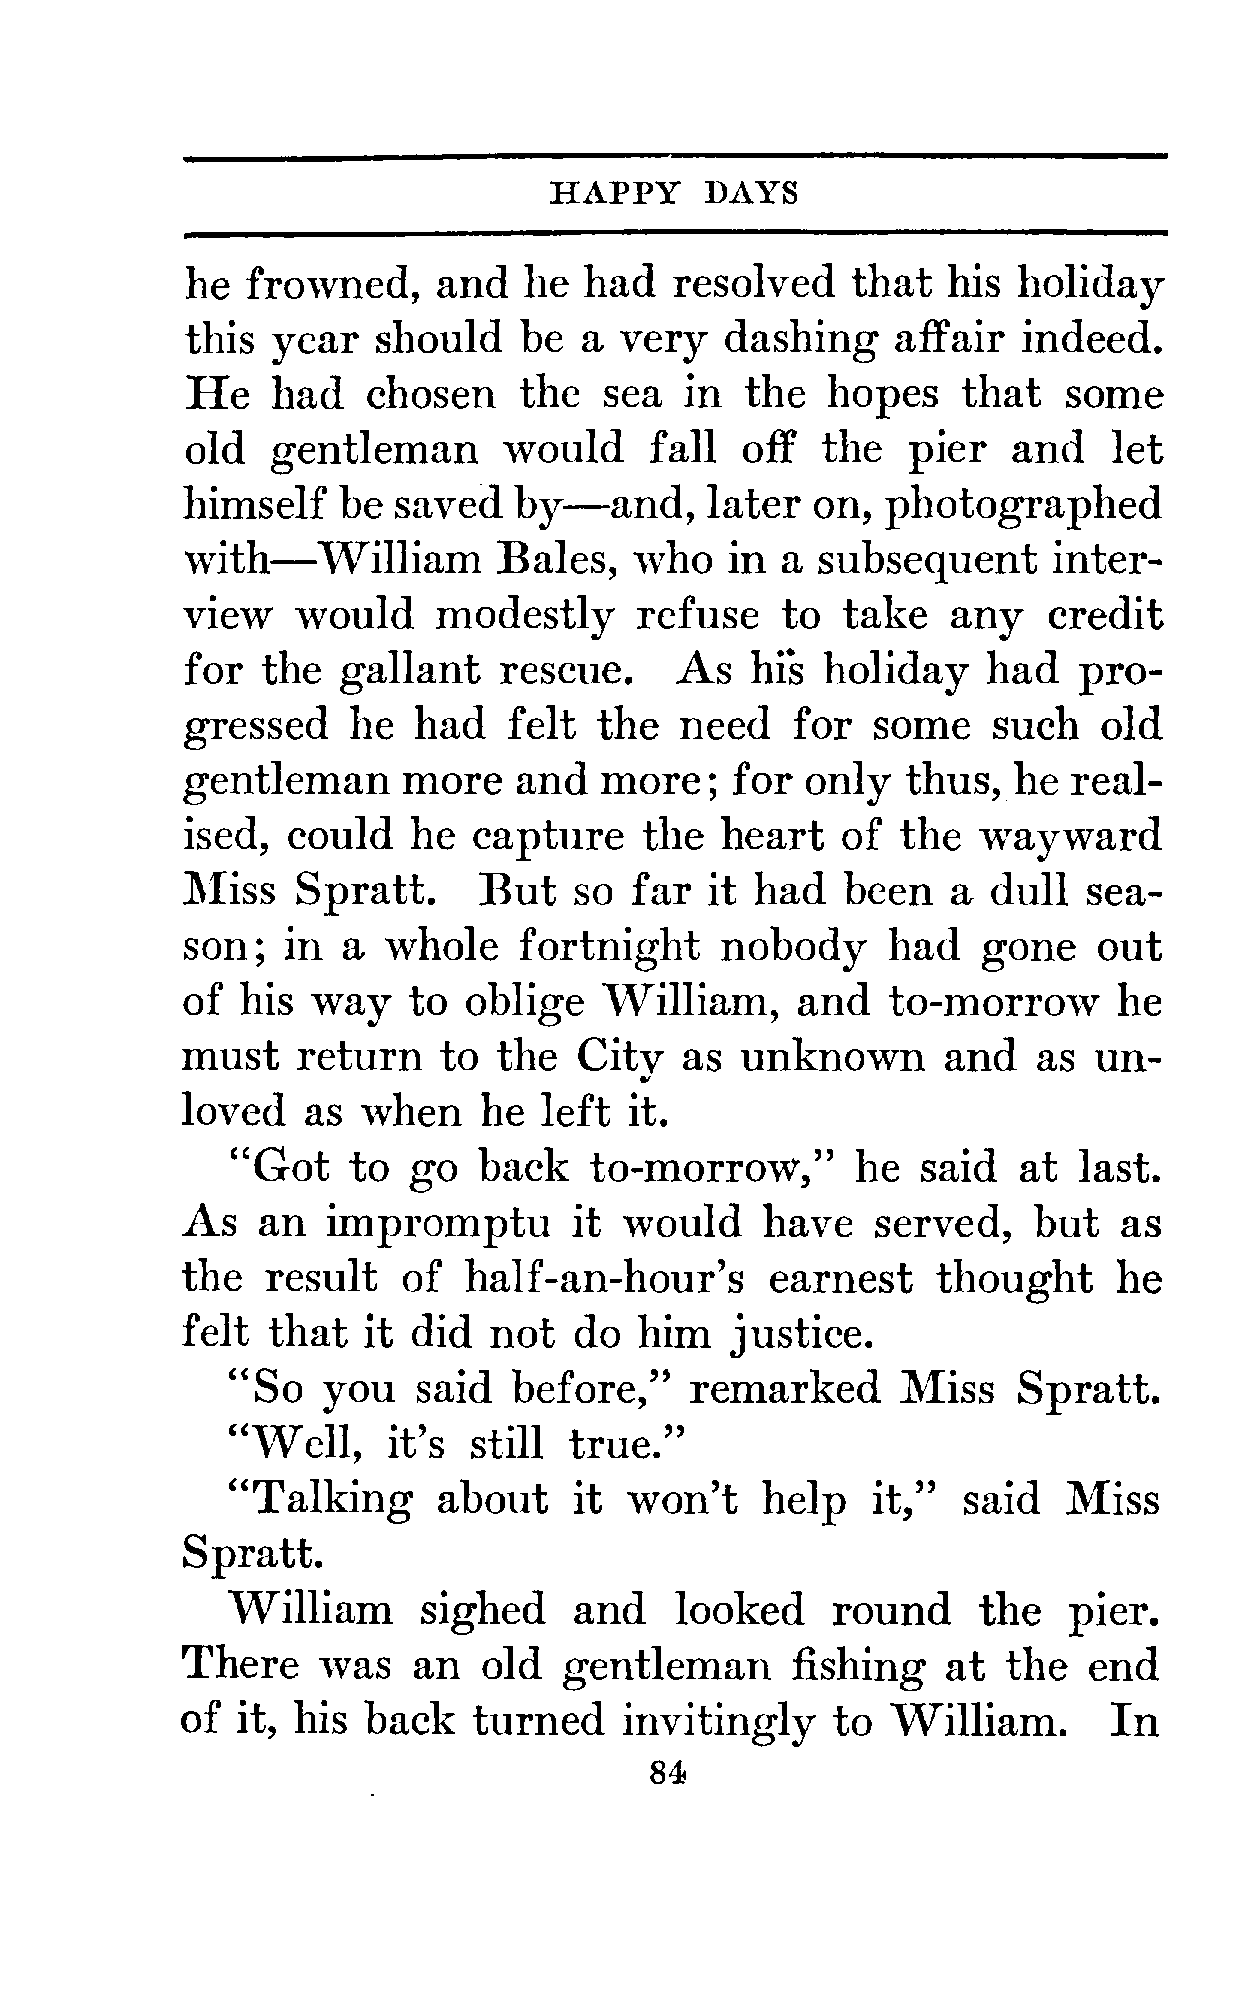 HAPPY DAYS
he frowned, and he had resolved that his holiday
this year should be a very dashing affair indeed.
He had chosen the sea in the hopes that some
old gentleman would fall off the pier and let
himself be saved by—and, later on, photographed
with—William Bales, who in a subsequent inter-
view would modestly refuse to take any credit
for the gallant rescue. As his holiday had pro-
gressed he had felt the need for some such old
gentleman more and more; for only thus, he real-
ised, could he capture the heart of the wayward
Miss Spratt. But so far it had been a dull sea-
son; in a whole fortnight nobody had gone out
of his way to oblige William, and to-morrow he
must return to the City as unknown and as un-
loved as when he left it.
"Got to go back to-morrow," he said at last.
As an impromptu it would have served, but as
the result of half-an-hour's earnest thought he
felt that it did not do him justice.
"So you said before," remarked Miss Spratt.
"Well, it's still true."
"Talking about it won't help it," said Miss
Spratt.
William sighed and looked round the pier.
There was an old gentleman fishing at the end
of it, his back turned invitingly to William. In
84